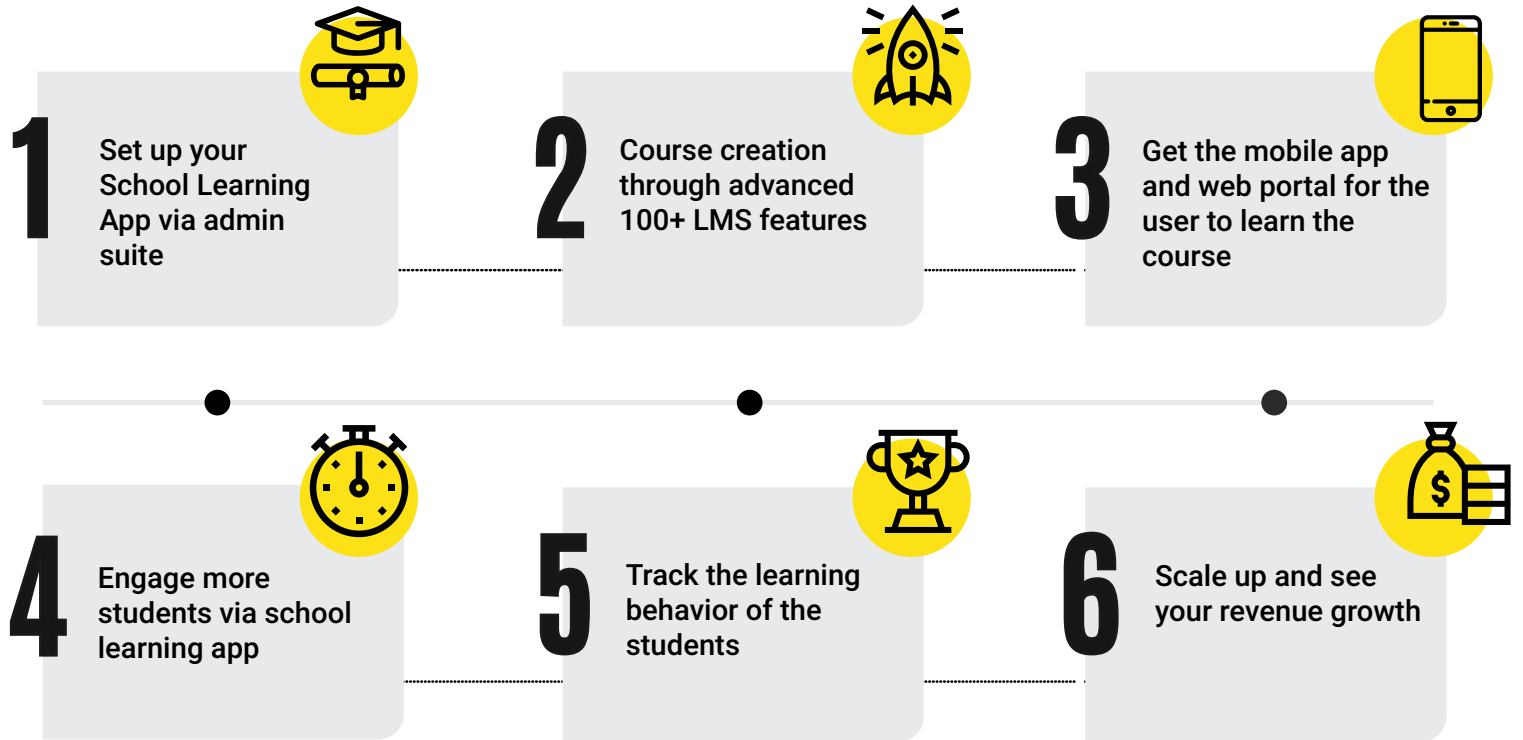 1
Set up your
School Learning
App via admin
suite
2
Course creation
through advanced
100+ LMS features
3
Get the mobile app
and web portal for the
user to learn the
course
4
Engage more
students via school
learning app
5
Track the learning
behavior of the
students
6
Scale up and see
your revenue growth
$